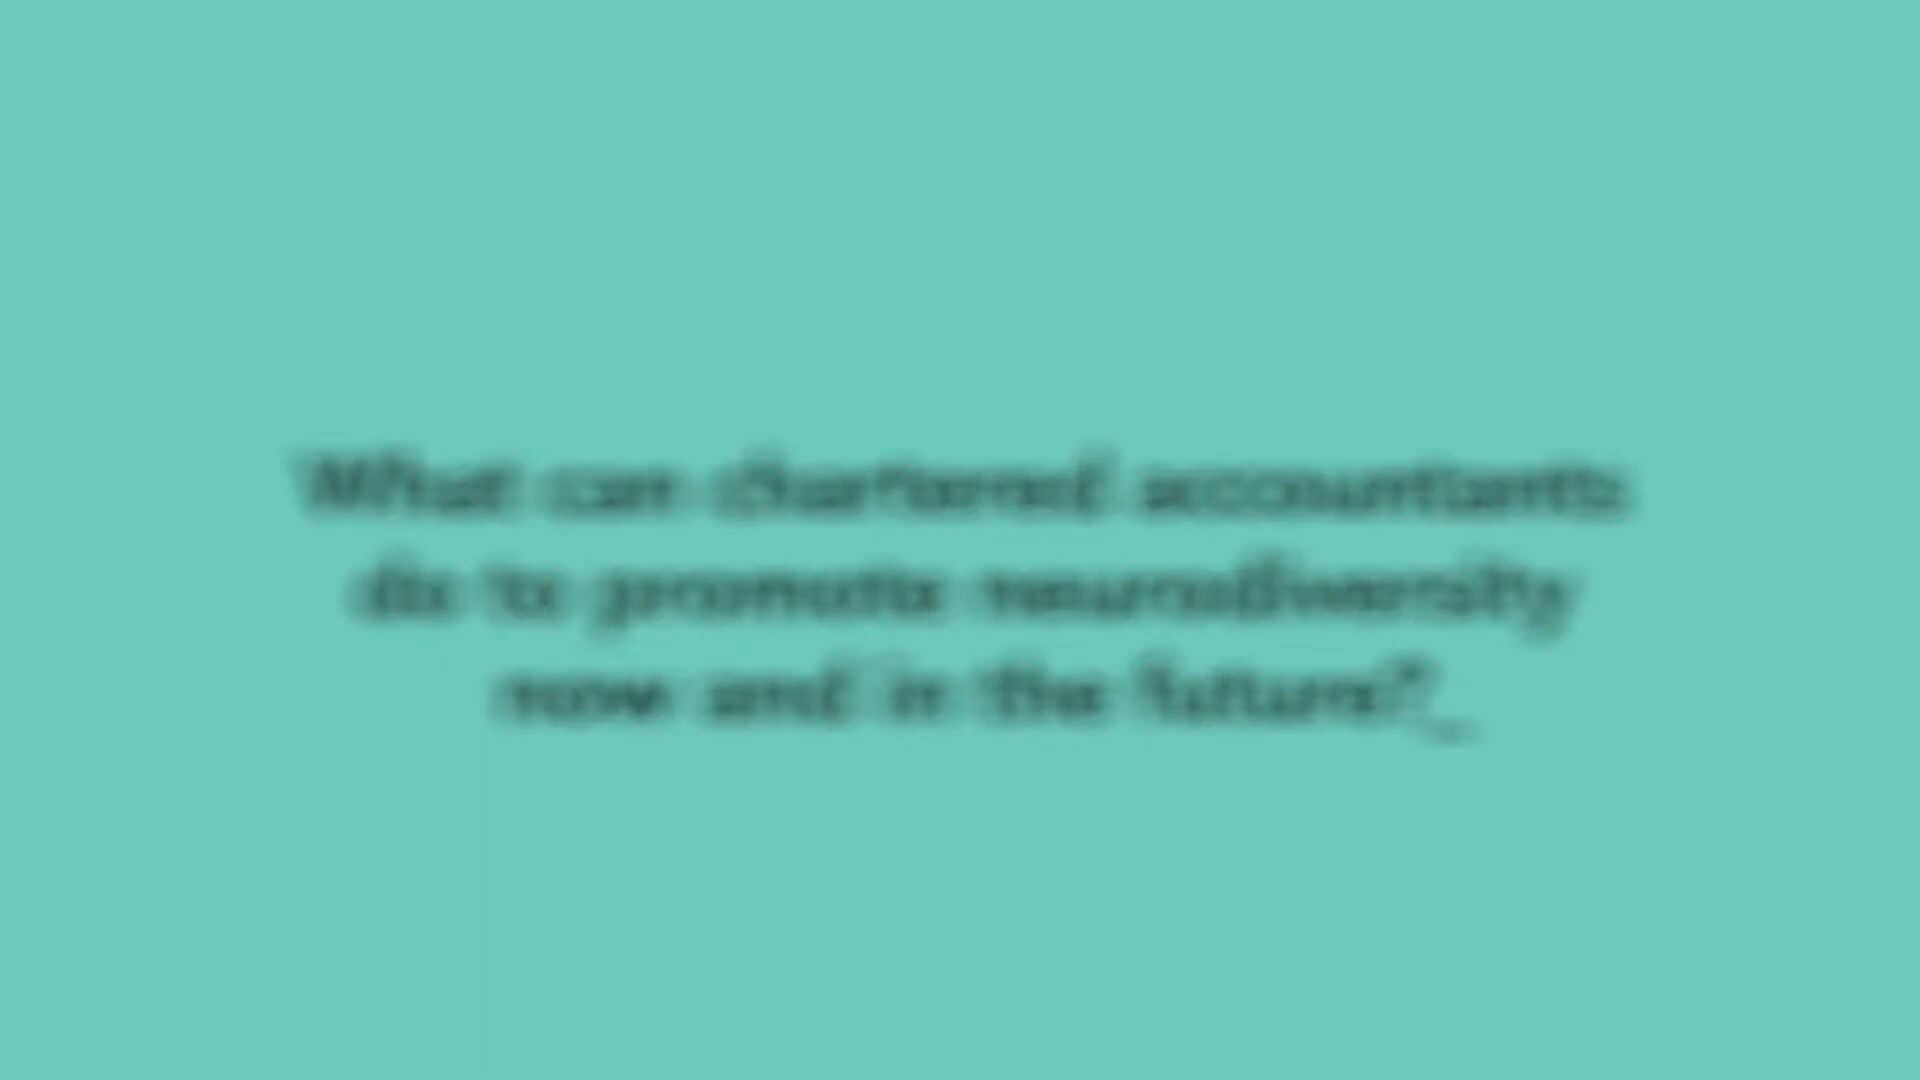 What can chartered accountants
do to promote neurodiversity
now and in the future?_